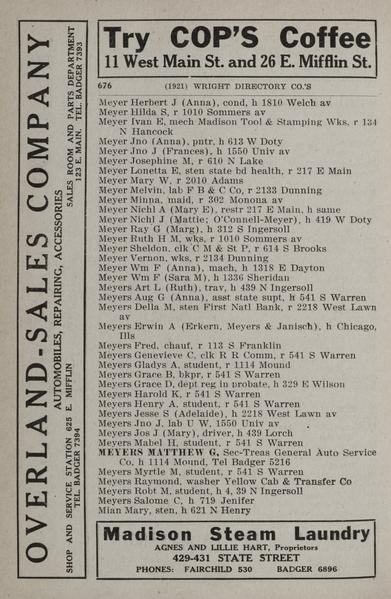 OVERLAND-SALES COMPANY
AUTOMOBILES, REPAIRING, ACCESSORIES
SHOP AND SERVICE STATION 625 E. MIFFLIN
TEL. BADGER 7394
SALES ROOM AND PARTS DEPARTMENT
123 E. MAIN. TEL. BADGER 7393
Try COP'S Coffee
11 West Main St. and 26 E. Mifflin St.
676 (1921) WRIGHT DIRECTORY CO.'S
Meyer Herbert J (Anna), cond, h 1810 Welch av
Meyer Hilda S, r 1010 Sommers av
Meyer Ivan E, mech Madison Tool & Stamping Wks, r 134
N Hancock
Meyer Jno (Anna), pntr, h 613 W Doty
Meyer Jno J (Frances), h 1550 Univ av
Meyer Josephine M, r 610 N Lake
Meyer Lonetta E, sten state bd health, r 217 E Main
Meyer Mary W, r 2010 Adams
Meyer Melvin, lab F B & C Co, r 2133 Dunning
Meyer Minna, maid, r 302 Monona av
Meyer Nichl A (Mary E), restr 217 E Main, h same
Meyer Nichl J (Mattie; O'Connell-Meyer), h 419 W Doty
Meyer Ray G (Marg), h 312 S Ingersoll
Meyer Ruth H M, wks, r 1010 Sommers av
Meyer Sheldon, clk C M & St P, r 614 S Brooks
Meyer Vernon, wks, r 2134 Dunning
Meyer Wm F (Anna), mach, h 1318 E Dayton
Meyer Wm F (Sara M), h 1336 Sheridan
Meyers Art L (Ruth), trav, h 439 N Ingersoll
Meyers Aug G (Anna), asst state supt, h 541 S Warren
Meyers Della M, sten First Natl Bank, r 2218 West Lawn
av
Meyers Erwin A (Erkern, Meyers & Janisch), h Chicago,
Ills
Meyers Fred, chauf, r 113 S Franklin
Meyers Genevieve C, clk R R Comm, r 541 S Warren
Meyers Gladys A, student, r 1114 Mound
Meyers Grace B, bkpr, r 541 S Warren
Meyers Grace D, dept reg in probate, h 329 E Wilson
Meyers Harold K, r 541 S Warren
Meyers Henry A, student, r 541 S Warren
Meyers Jesse S (Adelaide), h 2218 West Lawn av
Meyers Jno J, lab U W, 1550 Univ av
Meyers Jos J (Mary), driver, h 439 Lorch
Meyers Mabel H, student, r 541 S Warren
MEYERS MATTHEW G, Sec-Treas General Auto Service
Co, h 1114 Mound, Tel Badger 5216
Meyers Myrtle M, student, r 541 S Warren
Meyers Raymond, washer Yellow Cab & Transfer Co
Meyers Robt M, student, h 4, 39 N Ingersoll
Meyers Salome C, h 719 Jenifer
Mian Mary, sten, h 621 N Henry
Madison Steam Laundry
AGNES AND LILLIE HART, Proprietors
429-431 STATE STREET
PHONES: FAIRCHILD 530 BADGER 6896